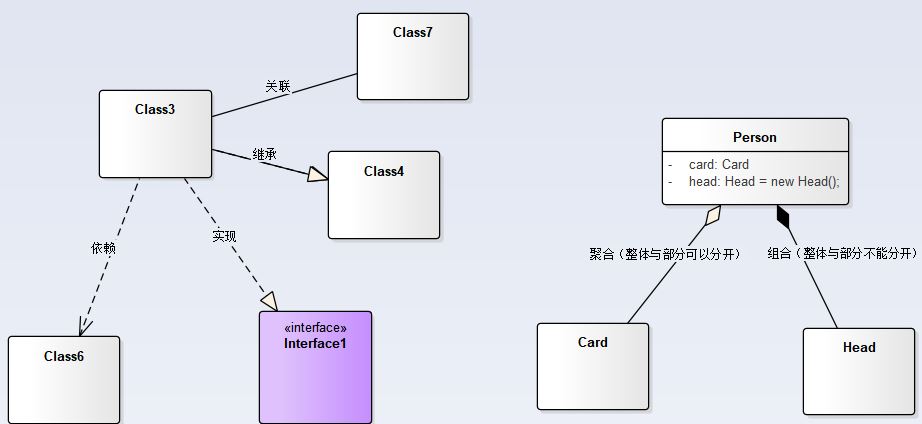 Class7
关联
Class3
继承
Class4
依赖
实现
Class6
«interface»
Interface1
Person
- card: Card
- head: Head = new Head();
聚合（整体与部分可以分开）
组合（整体与部分不能分开）
Card
Head